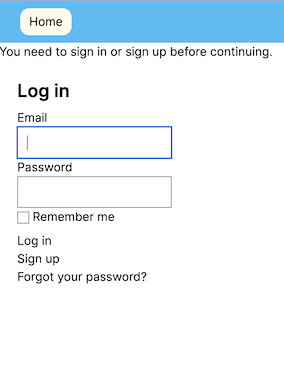 Home
You need to sign in or sign up before continuing.
Log in
Email
Password
Remember me
Log in
Sign up
Forgot your password?